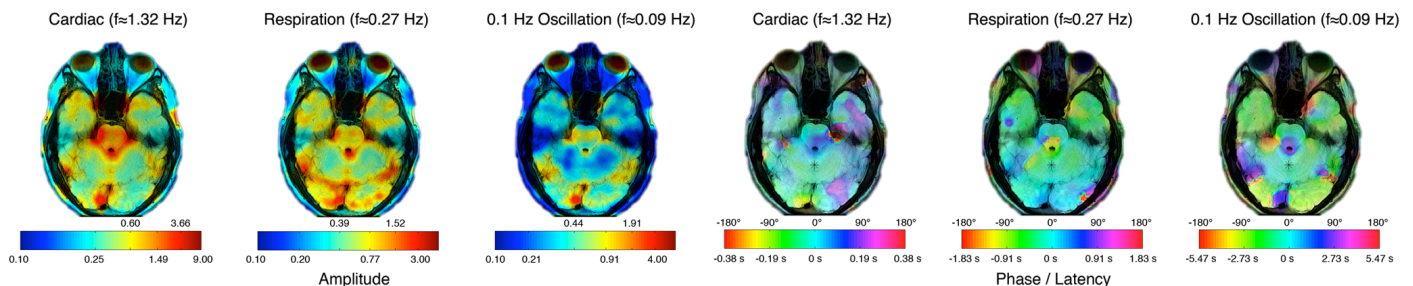 Cardiac (f≈1.32 Hz) Respiration (f≈0.27 Hz) 0.1 Hz Oscillation (f≈0.09 Hz) Cardiac (f≈1.32 Hz) Respiration (f≈0.27 Hz) 0.1 Hz Oscillation (f≈0.09 Hz)
0.60 3.66 0.39 1.52 0.44 1.91 -180° -90° 0° 90° 180° -180° -90° 0° 90° 180° -180° -90° 0° 90° 180°
0.10 0.25 1.49 9.00 0.10 0.20 0.77 3.00 0.10 0.21 0.91 4.00 -0.38 s -0.19 s 0 s 0.19 s 0.38 s -1.83 s -0.91 s 0 s 0.91 s 1.83 s -5.47 s -2.73 s 0 s 2.73 s 5.47 s
Amplitude Phase / Latency